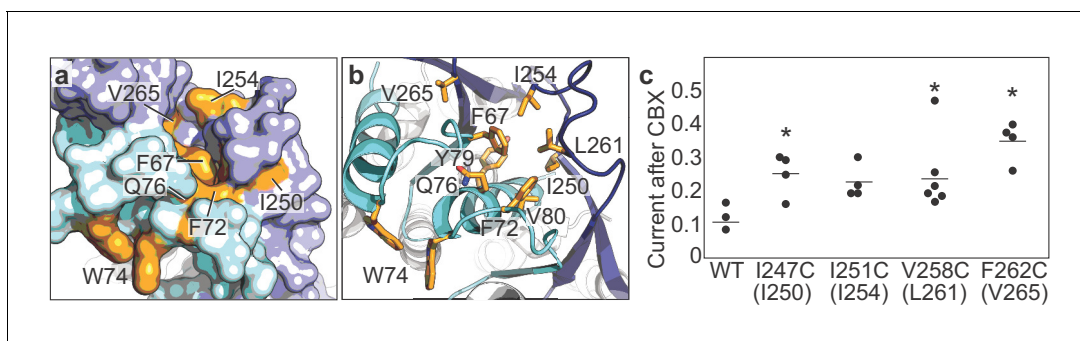 a
I254
V265
F67
Q76
F72
I250
W74
b
V265
I254
F67
Y79
L261
Q76
I250
F72
V80
c
Current after CBX
0.5
0.4
0.3
0.2
0.1
0
*
*
*
WT I247C I251C V258C F262C
(I250) (I254) (L261) (V265)